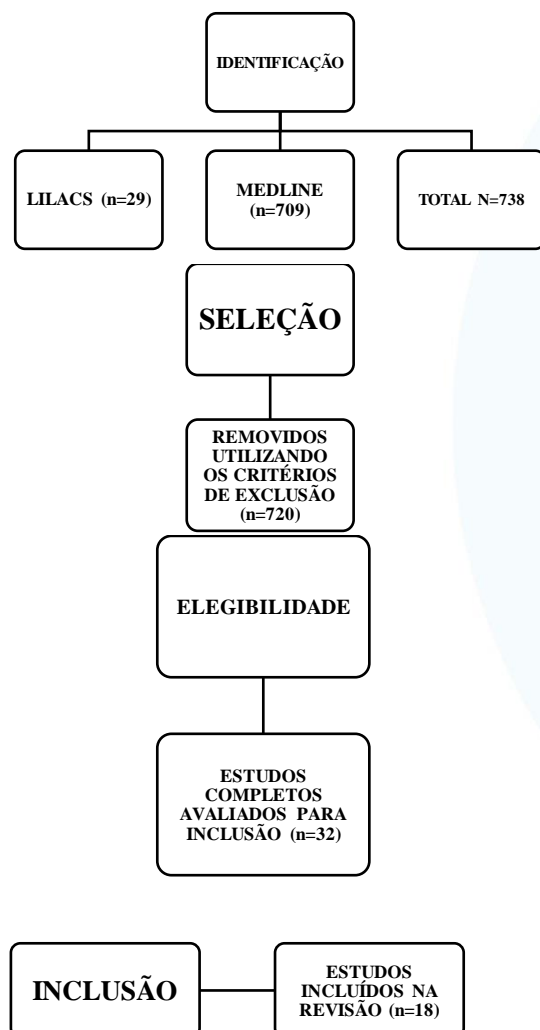 IDENTIFICAÇÃO
LILACS (n=29)
MEDLINE
(n=709)
TOTAL N=738
SELEÇÃO
REMOVIDOS
UTILIZANDO
OS CRITÉRIOS
DE EXCLUSÃO
(n=720)
ELEGIBILIDADE
ESTUDOS
COMPLETOS
AVALIADOS PARA
INCLUSÃO (n=32)
INCLUSÃO
ESTUDOS
INCLUÍDOS NA
REVISÃO (n=18)